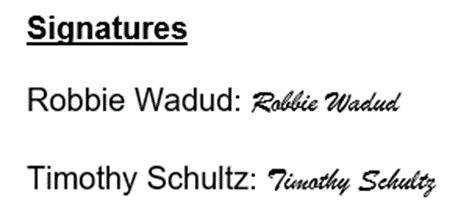 Signatures
Robbie Wadud: Robbie Wadud
Timothy Schultz: Timothy Schultz